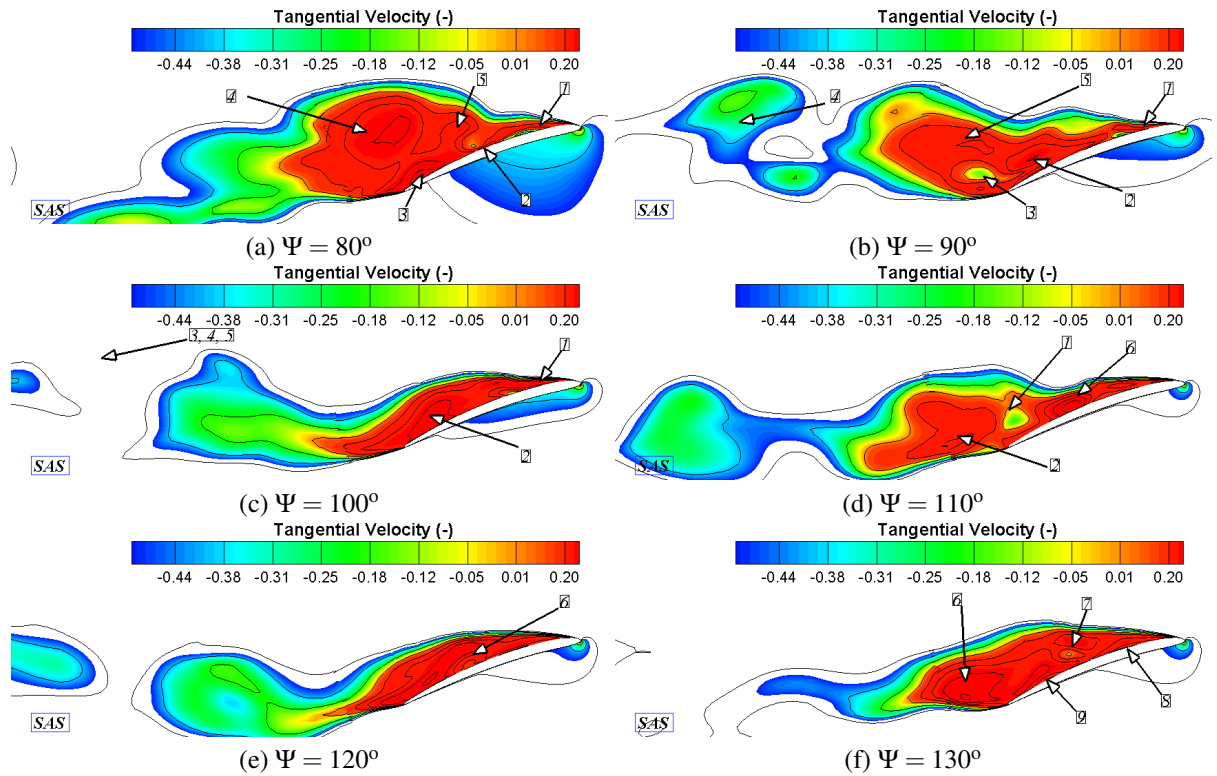 Tangential Velocity (-)
-0.44 -0.38 -0.31 -0.25 -0.18 -0.12 -0.05 0.01 0.20
4
5
1
3
2
SAS
(a) Ψ = 80°
Tangential Velocity (-)
-0.44 -0.38 -0.31 -0.25 -0.18 -0.12 -0.05 0.01 0.20
4
5
1
3
2
SAS
(b) Ψ = 90°
Tangential Velocity (-)
-0.44 -0.38 -0.31 -0.25 -0.18 -0.12 -0.05 0.01 0.20
3, 4, 5
1
2
SAS
(c) Ψ = 100°
Tangential Velocity (-)
-0.44 -0.38 -0.31 -0.25 -0.18 -0.12 -0.05 0.01 0.20
1
6
2
SAS
(d) Ψ = 110°
Tangential Velocity (-)
-0.44 -0.38 -0.31 -0.25 -0.18 -0.12 -0.05 0.01 0.20
6
SAS
(e) Ψ = 120°
Tangential Velocity (-)
-0.44 -0.38 -0.31 -0.25 -0.18 -0.12 -0.05 0.01 0.20
6
7
9
8
SAS
(f) Ψ = 130°